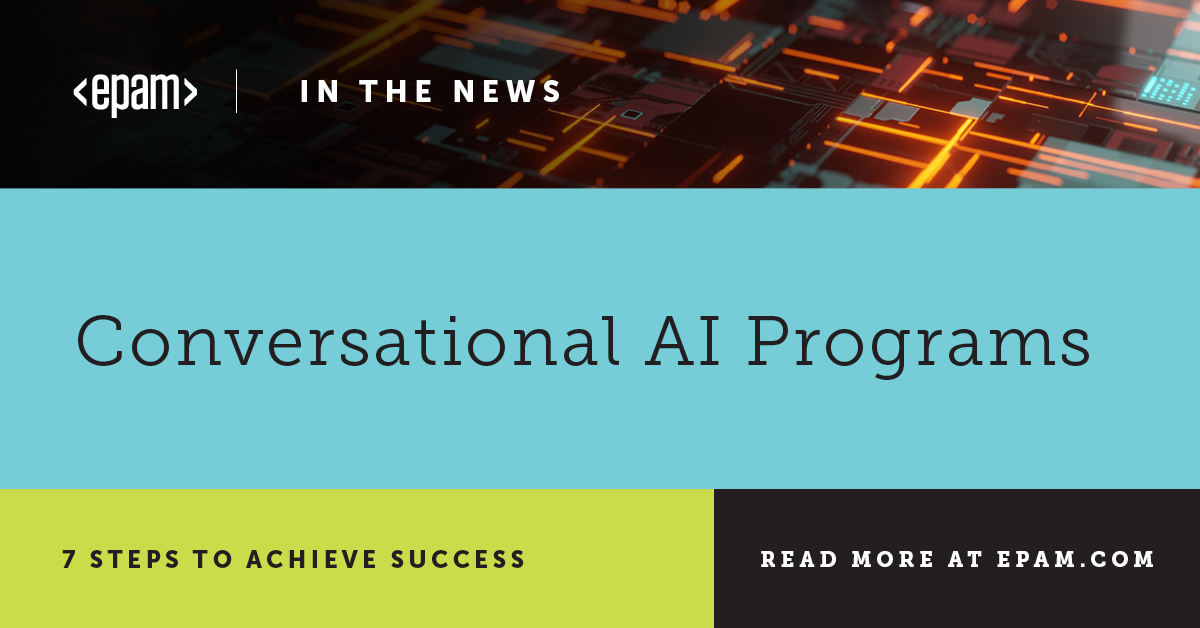 <epam>
IN THE NEWS
Conversational AI Programs
7 STEPS TO ACHIEVE SUCCESS
READ MORE AT EPAM.COM